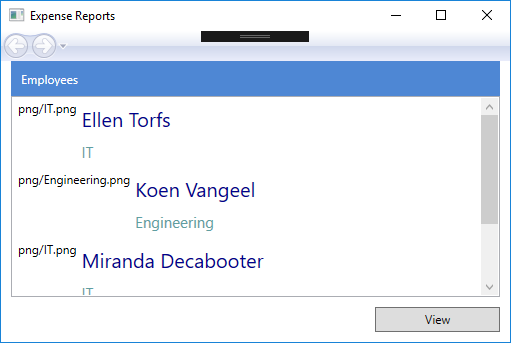 Expense Reports
Employees
png/IT.png
Ellen Torfs
IT
png/Engineering.png
Koen Vangeel
Engineering
png/IT.png
Miranda Decabooter
IT
View